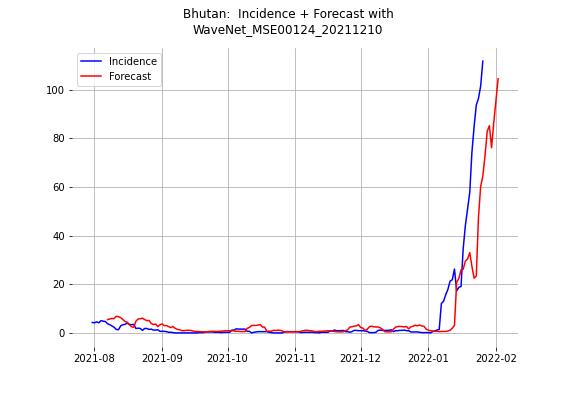 Bhutan:  Incidence + Forecast with
WaveNet_MSE00124_20211210
Incidence
Forecast
100
80
60
40
20
0
2021-08 2021-09 2021-10 2021-11 2021-12 2022-01 2022-02